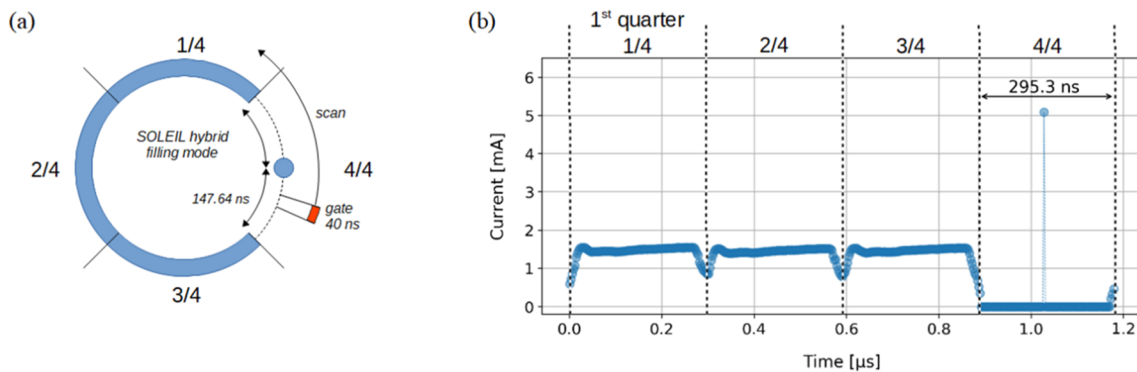 (a)
1/4
2/4
3/4
4/4
SOLEIL hybrid
filling mode
147.64 ns
scan
gate
40 ns
(b)
1st quarter
1/4
2/4
3/4
4/4
295.3 ns
Current [mA]
6
5
4
3
2
1
0
0.0
0.2
0.4
0.6
0.8
1.0
1.2
Time [µs]